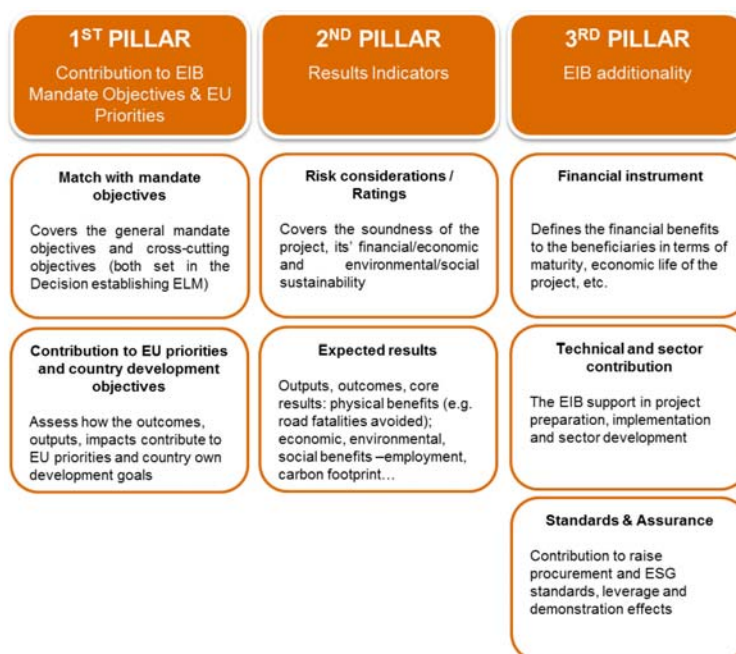 1ST PILLAR
Contribution to EIB
Mandate Objectives & EU
Priorities
Match with mandate
objectives
Covers the general mandate
objectives and cross-cutting
objectives (both set in the
Decision establishing ELM)
Contribution to EU priorities
and country development
objectives
Assess how the outcomes,
outputs, impacts contribute to
EU priorities and country own
development goals
2ND PILLAR
Results Indicators
Risk considerations /
Ratings
Covers the soundness of the
project, its' financial/economic
and environmental/social
sustainability
Expected results
Outputs, outcomes, core
results: physical benefits (e.g.
road fatalities avoided);
economic, environmental,
social benefits –employment,
carbon footprint…
3RD PILLAR
EIB additionality
Financial instrument
Defines the financial benefits
to the beneficiaries in terms of
maturity, economic life of the
project, etc.
Technical and sector
contribution
The EIB support in project
preparation, implementation
and sector development
Standards & Assurance
Contribution to raise
procurement and ESG
standards, leverage and
demonstration effects